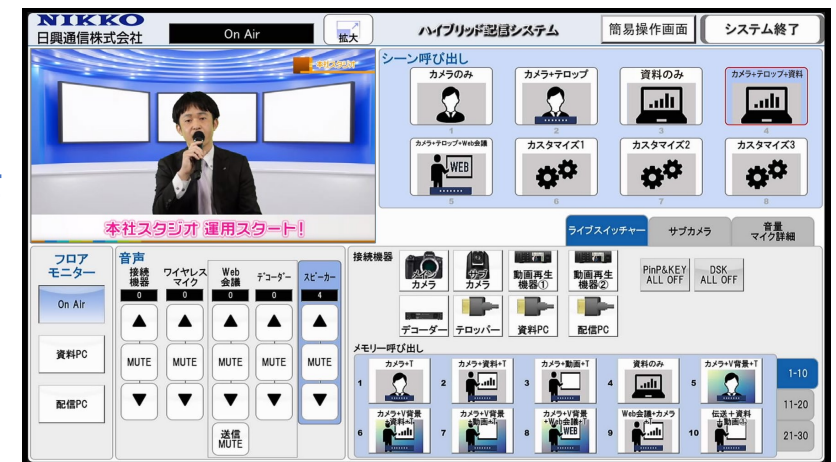 NIKKO
日興通信株式会社
On Air
拡大
ハイブリッド配信システム
簡易操作画面
システム終了
本社スタジオ 運用スタート!
シーン呼び出し
カメラのみ
カメラ+テロップ
資料のみ
カメラ+テロップ+資料
1
2
3
4
カメラ+テロップ+Web会議
カスタマイズ1
カスタマイズ2
カスタマイズ3
WEB
5
6
7
8
ライブスイッチャー
サブカメラ
音量
マイク詳細
フロア
モニター
On Air
資料PC
配信PC
音声
接続
機器
ワイヤレス
マイク
Web
会議
デコーダー
スピーカー
0
0
0
0
4
MUTE
MUTE
MUTE
MUTE
MUTE
送信
MUTE
接続機器
メイン
カメラ
サブ
カメラ
動画再生
機器①
動画再生
機器②
PinP&KEY
ALL OFF
DSK
ALL OFF
デコーダー
テロッパー
資料PC
配信PC
メモリー呼び出し
1
カメラ+T
2
カメラ+資料+T
3
カメラ+動画+T
4
資料のみ
5
カメラ+V背景+T
6
カメラ+V背景
+資料+T
7
カメラ+V背景
+動画+T
8
カメラ+V背景
+Web会議+T
WEB
9
Web会議+カメラ
+T
10
伝送+資料
1-10
11-20
21-30